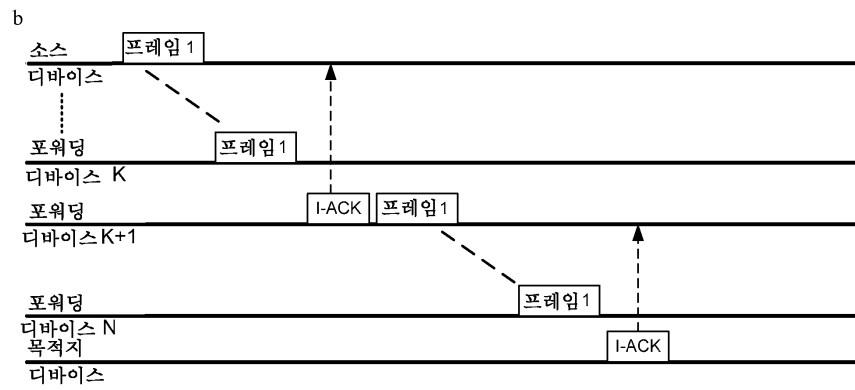 b
소스 프레임 1
디바이스
포워딩 프레임1
디바이스 K
포워딩 I-ACK 프레임1
디바이스K+1
포워딩 프레임1
디바이스 N
목적지 I-ACK
디바이스